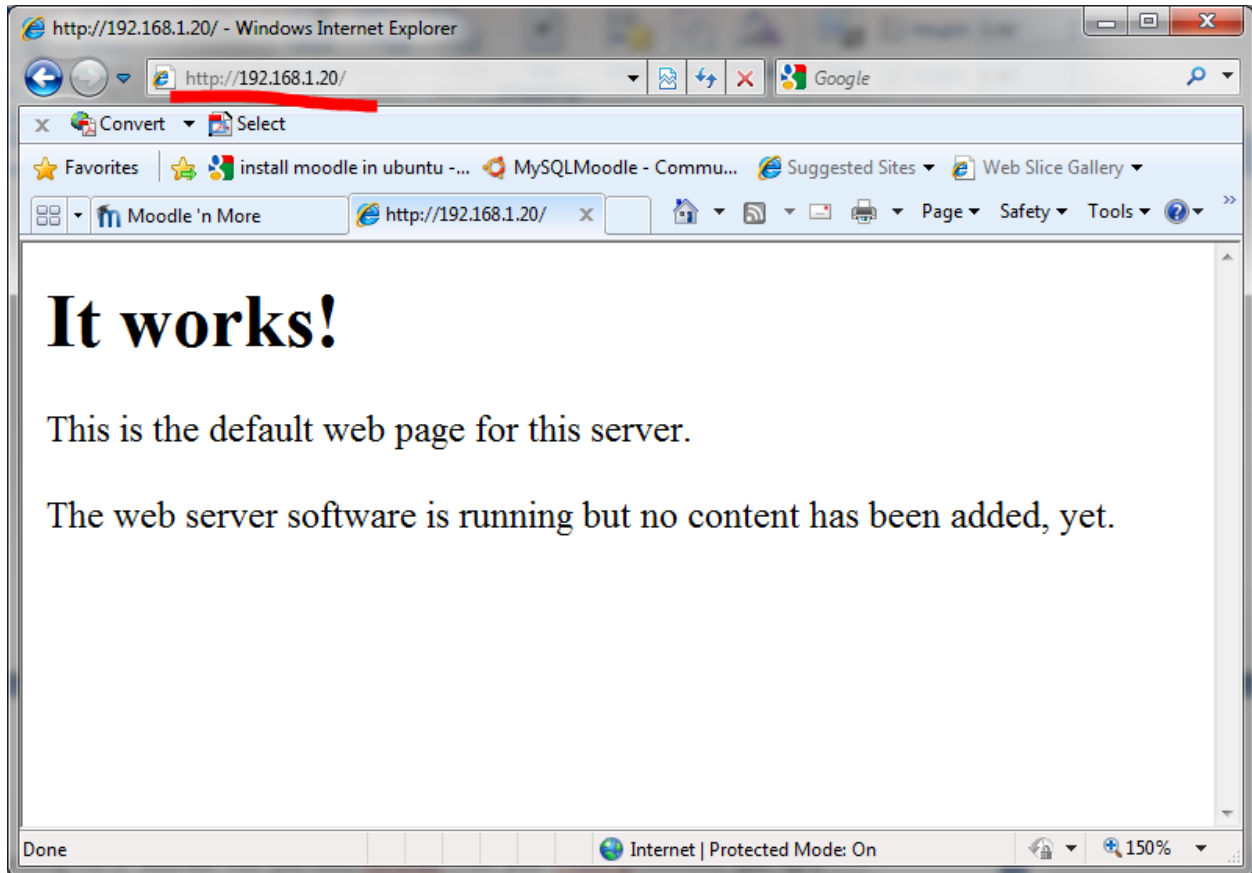 http://192.168.1.20/ - Windows Internet Explorer
http://192.168.1.20/ Google
x Convert Select
Favorites install moodle in ubuntu -... MySQLMoodle - Commu... Suggested Sites Web Slice Gallery
Moodle 'n More http://192.168.1.20/ x Page Safety Tools »
It works!
This is the default web page for this server.
The web server software is running but no content has been added, yet.
Done Internet | Protected Mode: On 150%